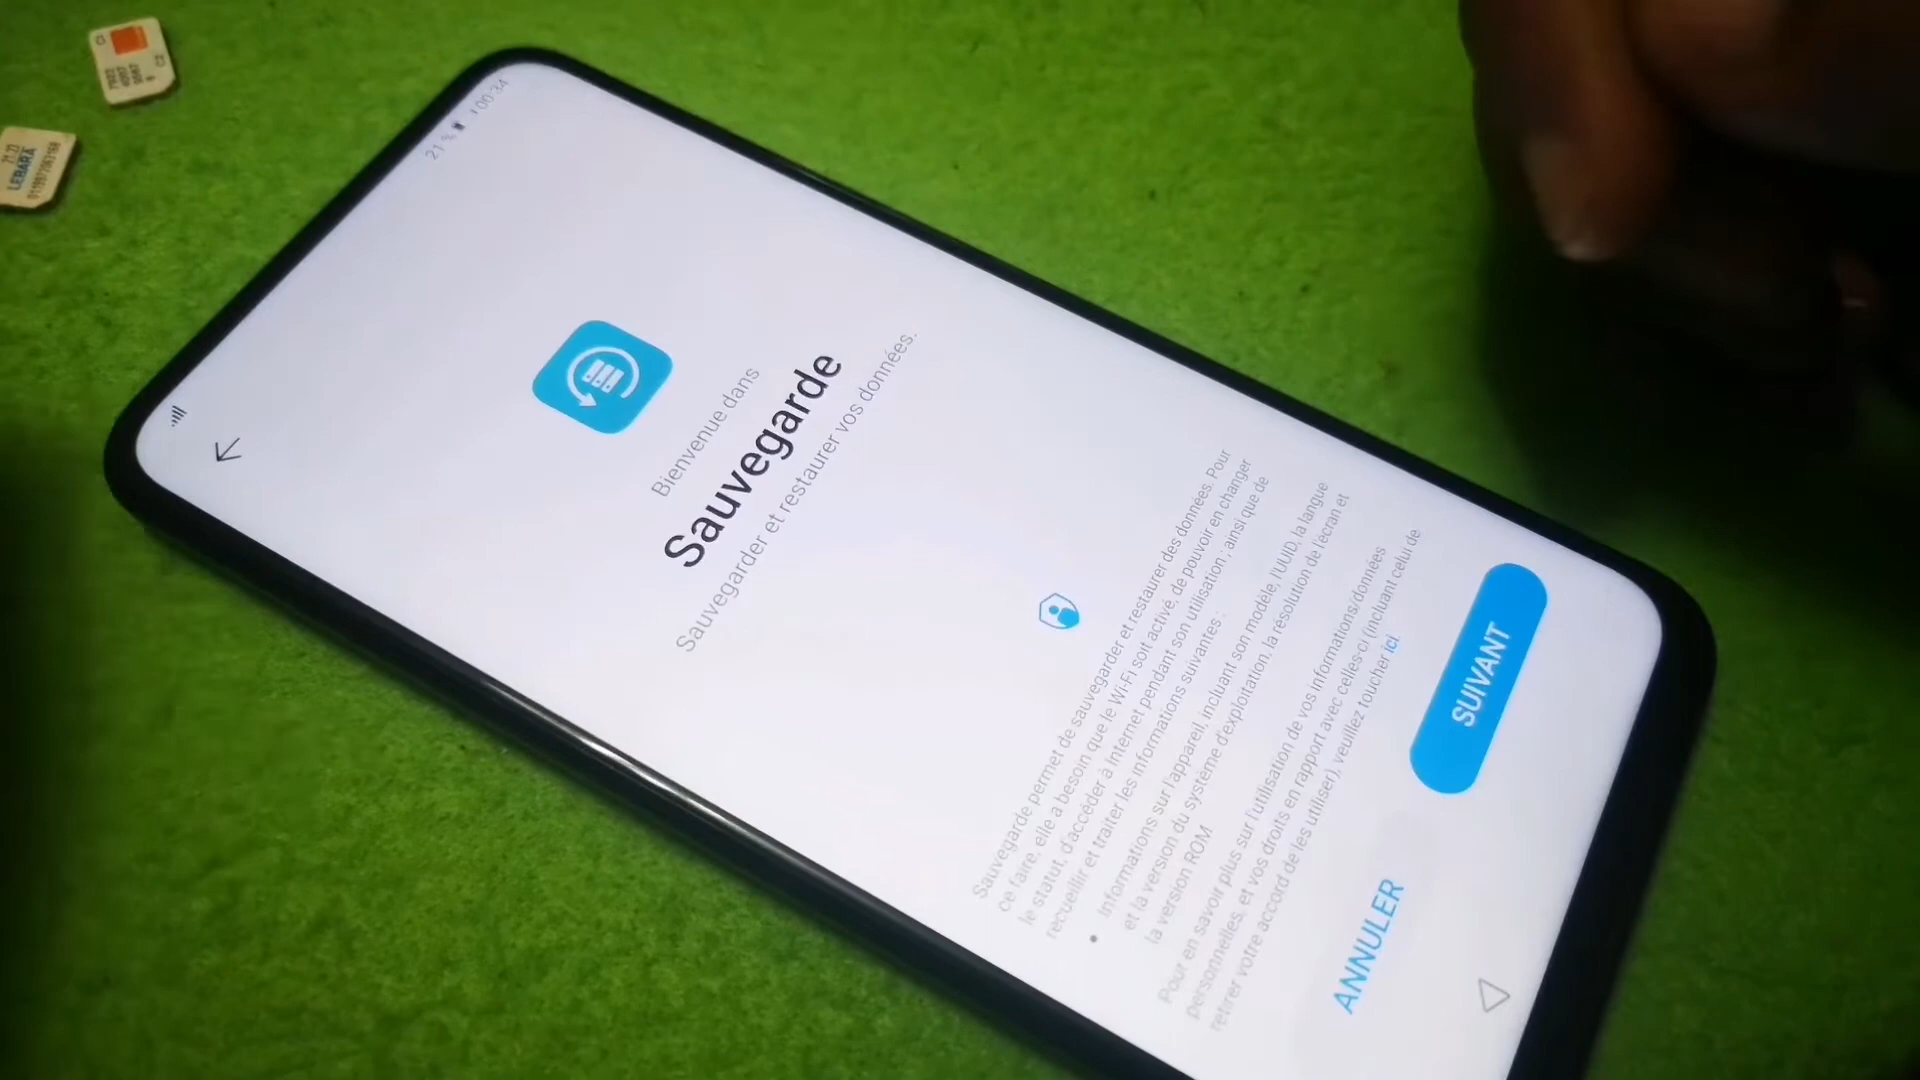 21 % 00:34
Bienvenue dans
Sauvegarde
Sauvegarder et restaurer vos données.
Sauvegarde permet de sauvegarder et restaurer des données. Pour
ce faire, elle a besoin que le Wi-Fi soit activé, de pouvoir en changer
le statut, d'accéder à Internet pendant son utilisation ; ainsi que de
recueillir et traiter les informations suivantes :
• Informations sur l'appareil, incluant son modèle, l'UUID, la langue
et la version du système d'exploitation, la résolution de l'écran et
la version ROM
Pour en savoir plus sur l'utilisation de vos informations/données
personnelles, et vos droits en rapport avec celles-ci (incluant celui de
retirer votre accord de les utiliser), veuillez toucher ici.
ANNULER
SUIVANT
LEBARA
C2